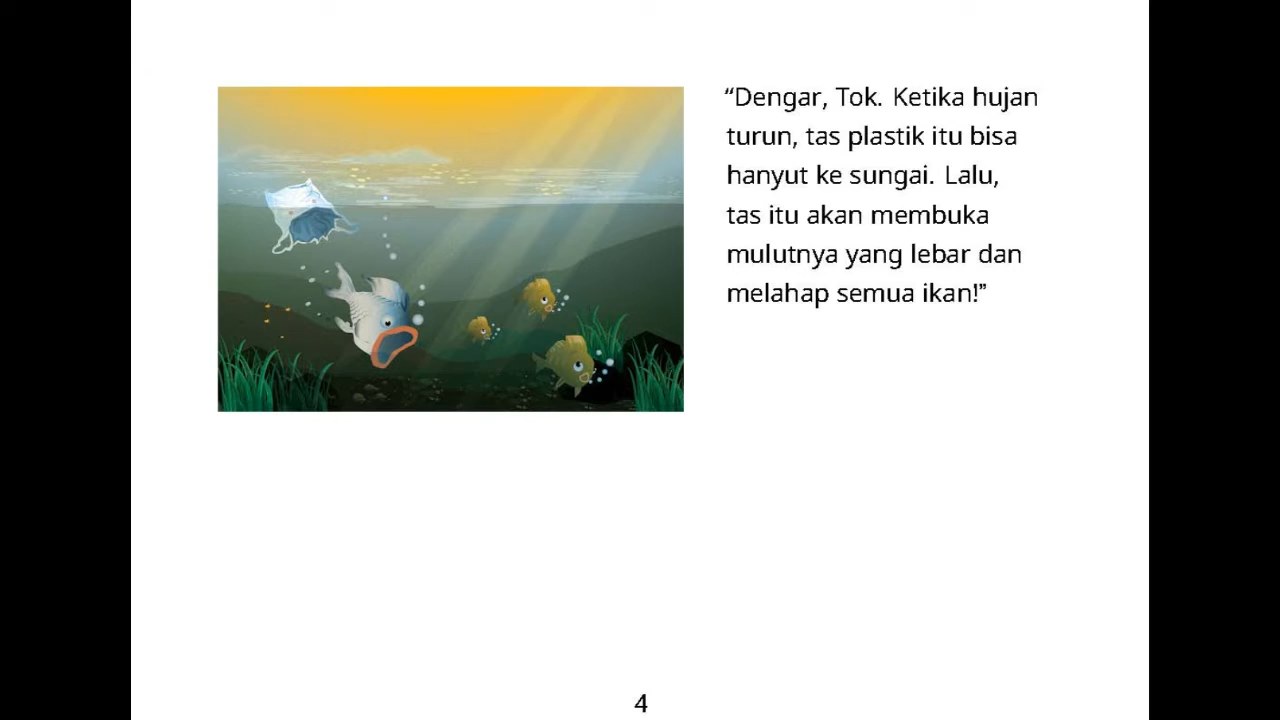 “Dengar, Tok. Ketika hujan
turun, tas plastik itu bisa
hanyut ke sungai. Lalu,
tas itu akan membuka
mulutnya yang lebar dan
melahap semua ikan!”
4